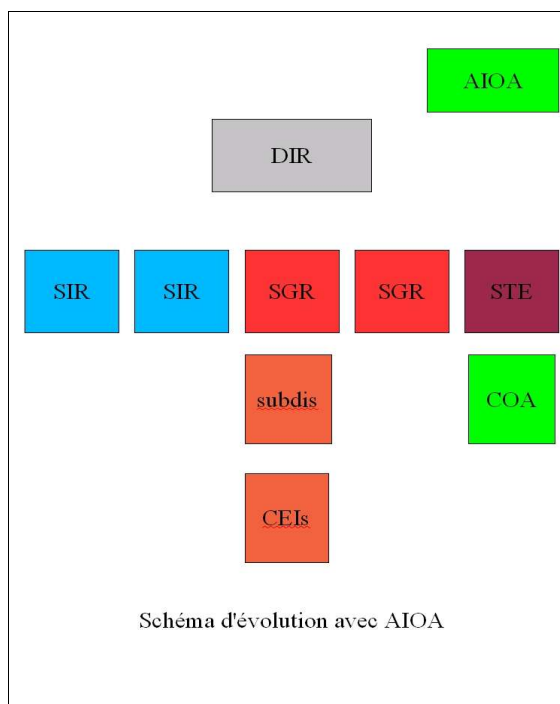 AIOA
DIR
SIR SIR SGR SGR STE
subdis COA
CEIs
Schéma d'évolution avec AIOA